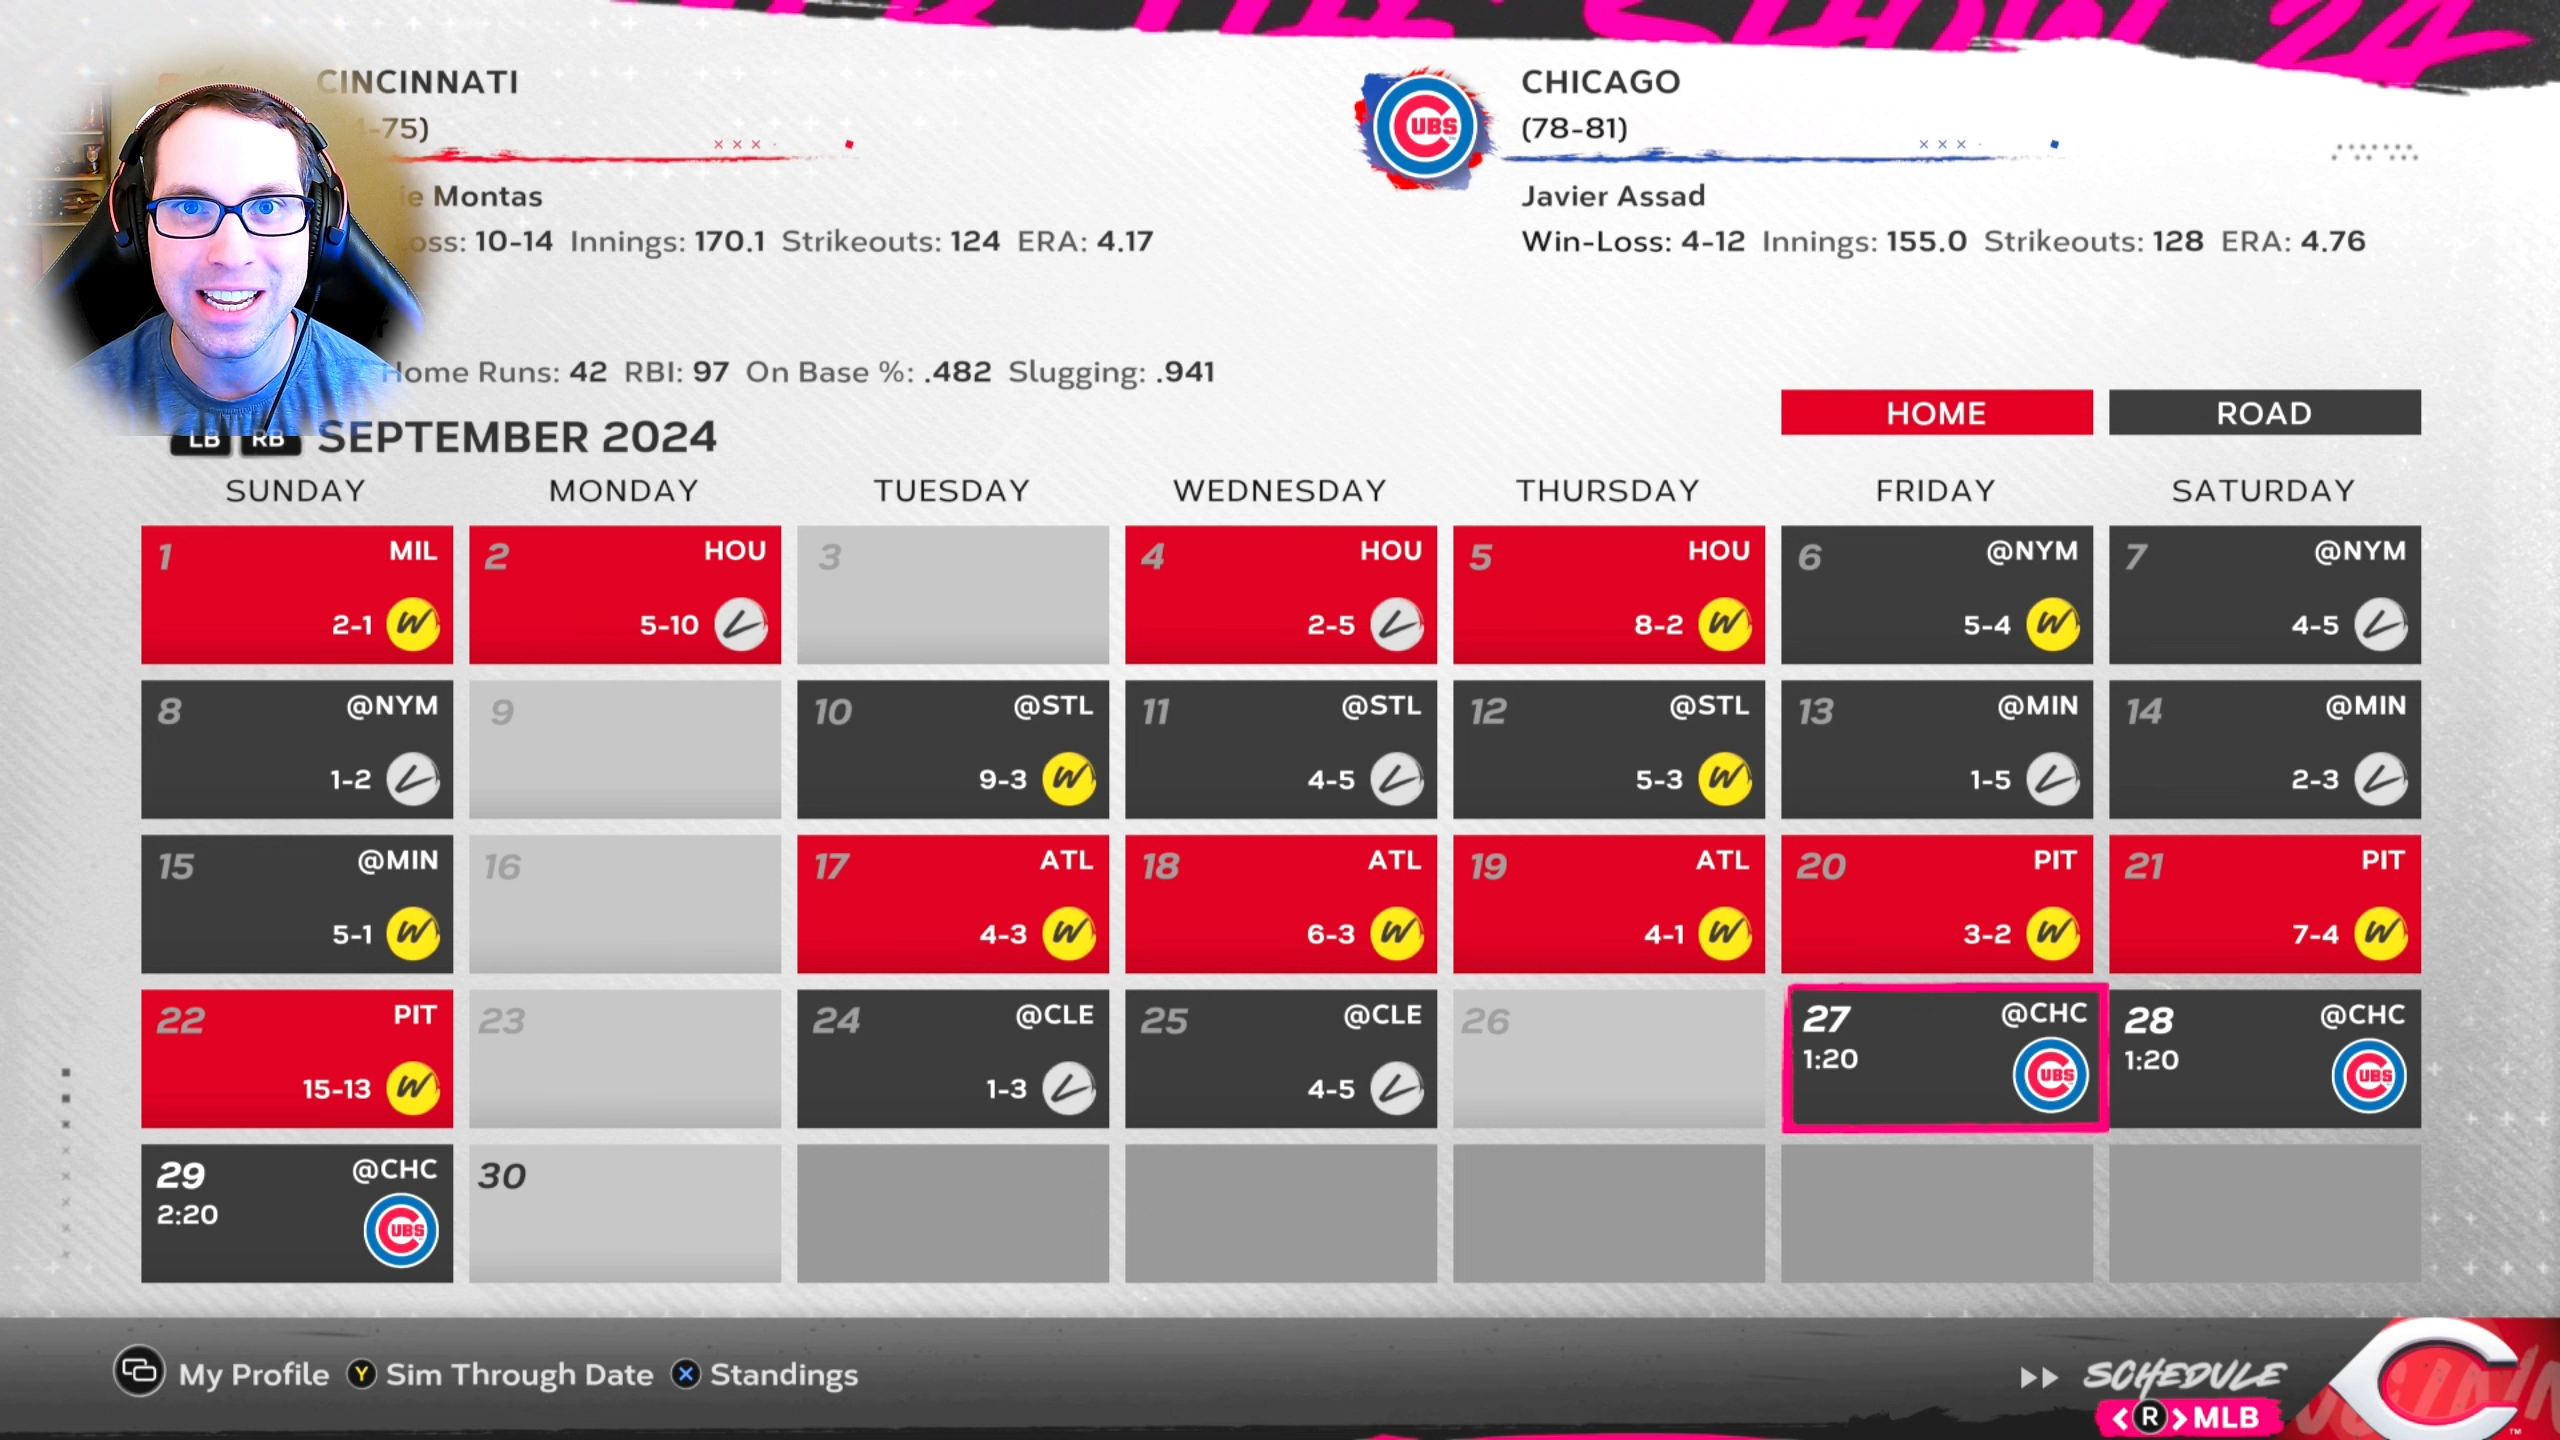 THE SHOW 24
CINCINNATI
-75)
Montas
10-14 Innings: 170.1 Strikeouts: 124 ERA: 4.17
CHICAGO
(78-81)
Javier Assad
Win-Loss: 4-12 Innings: 155.0 Strikeouts: 128 ERA: 4.76
CUBS
Home Runs: 42 RBI: 97 On Base %: .482 Slugging: .941
HOME ROAD
LB RB SEPTEMBER 2024
SUNDAY MONDAY TUESDAY WEDNESDAY THURSDAY FRIDAY SATURDAY
1 MIL 2 HOU 3 4 HOU 5 HOU 6 @NYM 7 @NYM
2-1 W 5-10 L 2-5 L 8-2 W 5-4 W 4-5 L
8 @NYM 9 10 @STL 11 @STL 12 @STL 13 @MIN 14 @MIN
1-2 L 9-3 W 4-5 L 5-3 W 1-5 L 2-3 L
15 @MIN 16 17 ATL 18 ATL 19 ATL 20 PIT 21 PIT
5-1 W 4-3 W 6-3 W 4-1 W 3-2 W 7-4 W
22 PIT 23 24 @CLE 25 @CLE 26 27 @CHC 28 @CHC
1:20 1:20
15-13 W 1-3 L 4-5 L CUBS CUBS
29 @CHC 30
2:20
CUBS
My Profile Y Sim Through Date X Standings
SCHEDULE
< R > MLB